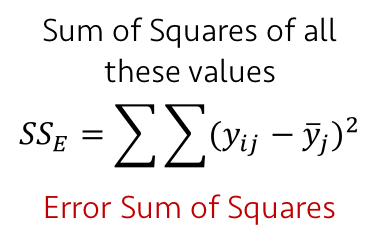 Sum of Squares of all
these values
SS_E = ∑∑(y_ij − ȳ_j)²
Error Sum of Squares